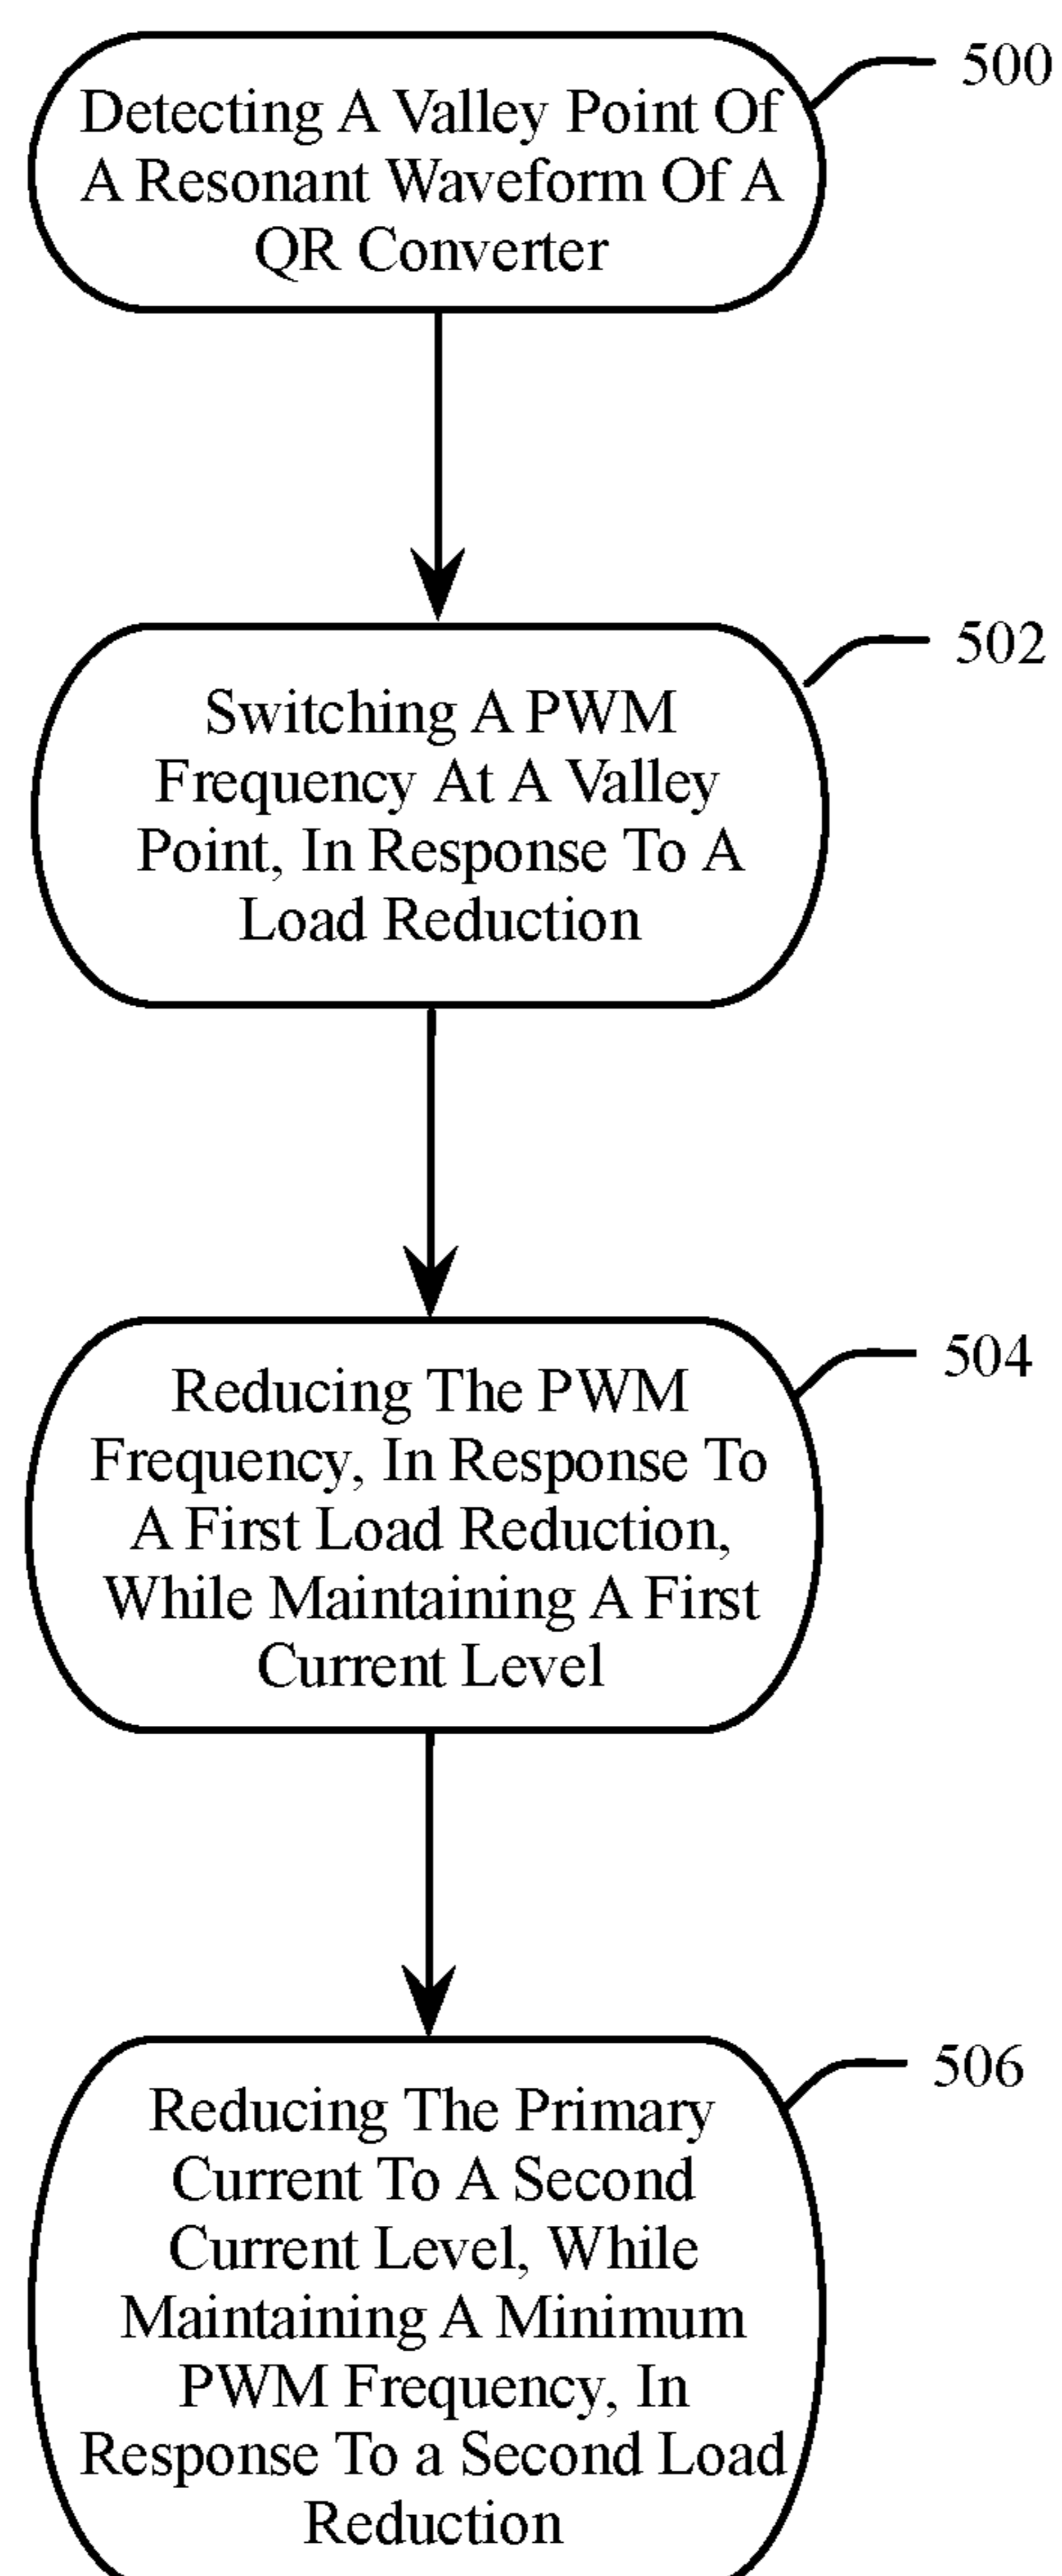 500
Detecting A Valley Point Of
A Resonant Waveform Of A
QR Converter
502
Switching A PWM
Frequency At A Valley
Point, In Response To A
Load Reduction
504
Reducing The PWM
Frequency, In Response To
A First Load Reduction,
While Maintaining A First
Current Level
506
Reducing The Primary
Current To A Second
Current Level, While
Maintaining A Minimum
PWM Frequency, In
Response To a Second Load
Reduction